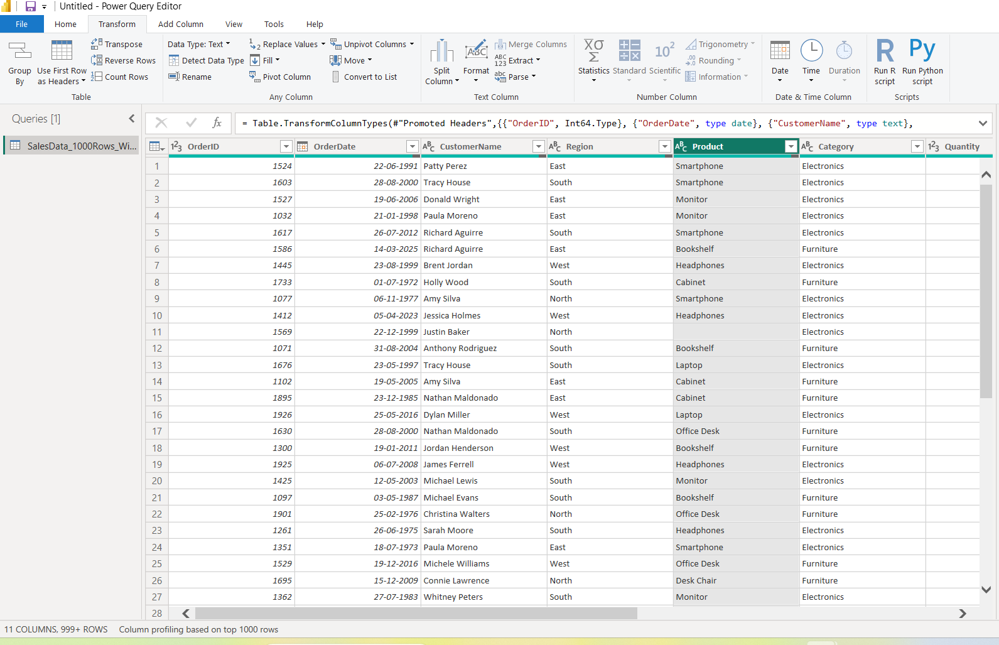 Untitled - Power Query Editor
File Home Transform Add Column View Tools Help
Group By
Use First Row as Headers
Transpose
Reverse Rows
Count Rows
Table
Data Type: Text
Detect Data Type
Rename
Replace Values
Fill
Pivot Column
Unpivot Columns
Move
Convert to List
Any Column
Split Column
Format
Merge Columns
Extract
Parse
Text Column
Statistics
Standard
Scientific
Trigonometry
Rounding
Information
Number Column
Date
Time
Duration
Date & Time Column
Run R script
Run Python script
Scripts
Queries [1]
SalesData_1000Rows_Wi...
= Table.TransformColumnTypes(#"Promoted Headers",{{"OrderID", Int64.Type}, {"OrderDate", type date}, {"CustomerName", type text},
OrderID OrderDate CustomerName Region Product Category Quantity
1 1524 22-06-1991 Patty Perez East Smartphone Electronics
2 1603 28-08-2000 Tracy House South Smartphone Electronics
3 1527 19-06-2006 Donald Wright East Monitor Electronics
4 1032 21-01-1998 Paula Moreno East Monitor Electronics
5 1617 26-07-2012 Richard Aguirre South Smartphone Electronics
6 1586 14-03-2025 Richard Aguirre East Bookshelf Furniture
7 1445 23-08-1999 Brent Jordan West Headphones Electronics
8 1733 01-07-1972 Holly Wood South Cabinet Furniture
9 1077 06-11-1977 Amy Silva North Smartphone Electronics
10 1412 05-04-2023 Jessica Holmes West Headphones Electronics
11 1569 22-12-1999 Justin Baker North Electronics
12 1071 31-08-2004 Anthony Rodriguez South Bookshelf Furniture
13 1676 23-05-1997 Tracy House South Laptop Electronics
14 1102 19-05-2005 Amy Silva East Cabinet Furniture
15 1895 23-12-1985 Nathan Maldonado East Cabinet Furniture
16 1926 25-05-2016 Dylan Miller West Laptop Electronics
17 1630 28-08-2000 Nathan Maldonado South Office Desk Furniture
18 1300 19-01-2011 Jordan Henderson West Bookshelf Furniture
19 1925 06-07-2008 James Ferrell West Headphones Electronics
20 1425 12-05-2003 Michael Lewis South Monitor Electronics
21 1097 03-05-1987 Michael Evans South Bookshelf Furniture
22 1901 25-02-1976 Christina Walters North Office Desk Furniture
23 1261 26-06-1975 Sarah Moore South Headphones Electronics
24 1351 18-07-1973 Paula Moreno East Smartphone Electronics
25 1529 19-12-2016 Michele Williams West Office Desk Furniture
26 1695 15-12-2009 Connie Lawrence North Desk Chair Furniture
27 1362 27-07-1983 Whitney Peters South Monitor Electronics
28
11 COLUMNS, 999+ ROWS Column profiling based on top 1000 rows